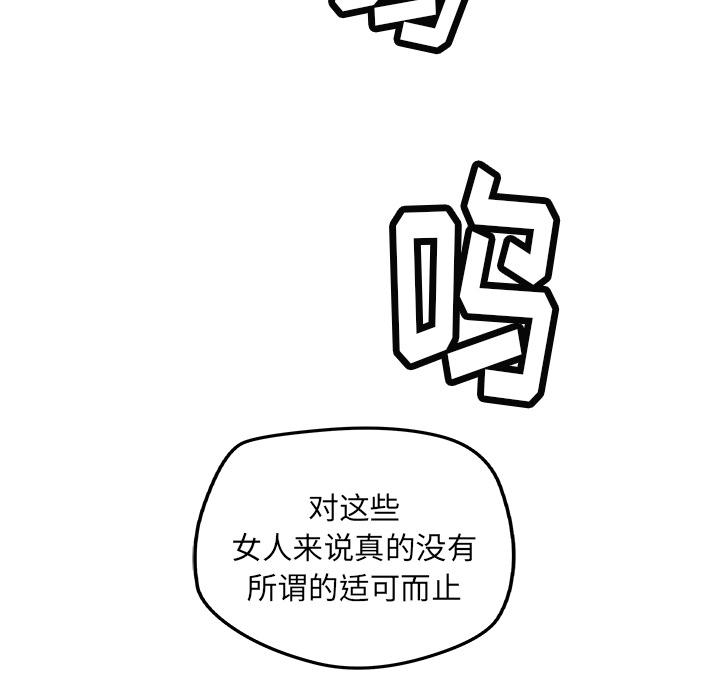 呜
对这些
女人来说真的没有
所谓的适可而止